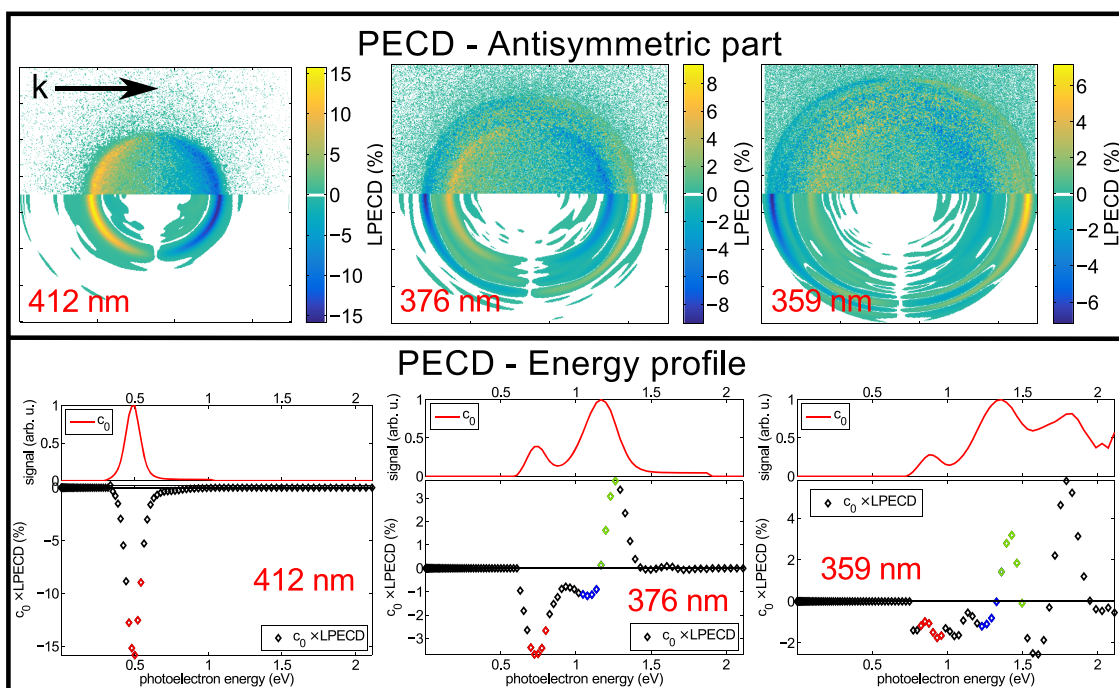 PECD - Antisymmetric part
k
412 nm
15
10
5
0
−5
−10
−15
LPECD (%)
376 nm
8
6
4
2
0
−2
−4
−6
−8
LPECD (%)
359 nm
6
4
2
0
−2
−4
−6
LPECD (%)
PECD - Energy profile
0.5 1 1.5 2
signal (arb. u.)
1
0.5
0
c0
c0 ×LPECD (%)
0
−5
−10
−15
412 nm
c0 ×LPECD
0.5 1 1.5 2
photoelectron energy (eV)
0.5 1 1.5 2
signal (arb. u.)
1
0.5
0
c0
c0 ×LPECD (%)
3
2
1
0
−1
−2
−3
376 nm
c0 ×LPECD
0.5 1 1.5 2
photoelectron energy (eV)
0.5 1 1.5 2
signal (arb. u.)
1
0.5
0
c0
c0 ×LPECD (%)
4
2
0
−2
c0 ×LPECD
359 nm
0.5 1 1.5 2
photoelectron energy (eV)